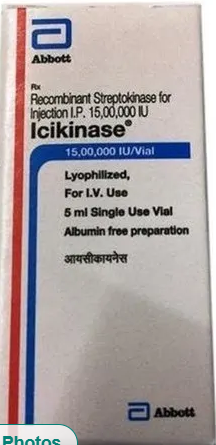 Abbott
Rx
Recombinant Streptokinase for
Injection I.P. 15,00,000 IU
Icikinase®
15,00,000 IU/Vial
Lyophilized,
For I.V. Use
5 ml Single Use Vial
Albumin free preparation
आयसीकायनेस
Abbott
Photos